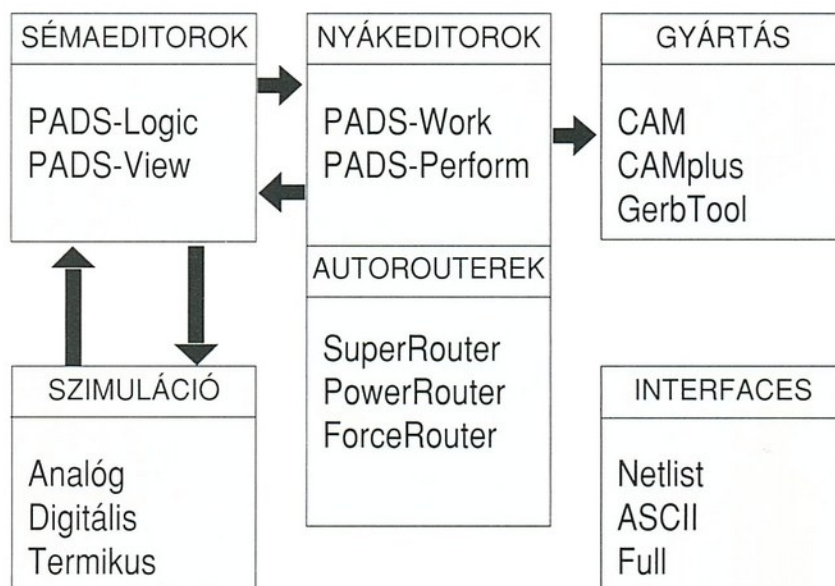 SÉMAEDITOROK
PADS-Logic
PADS-View
NYÁKEDITOROK
PADS-Work
PADS-Perform
GYÁRTÁS
CAM
CAMplus
GerbTool
AUTOROUTEREK
SuperRouter
PowerRouter
ForceRouter
SZIMULÁCIÓ
Analóg
Digitális
Termikus
INTERFACES
Netlist
ASCII
Full